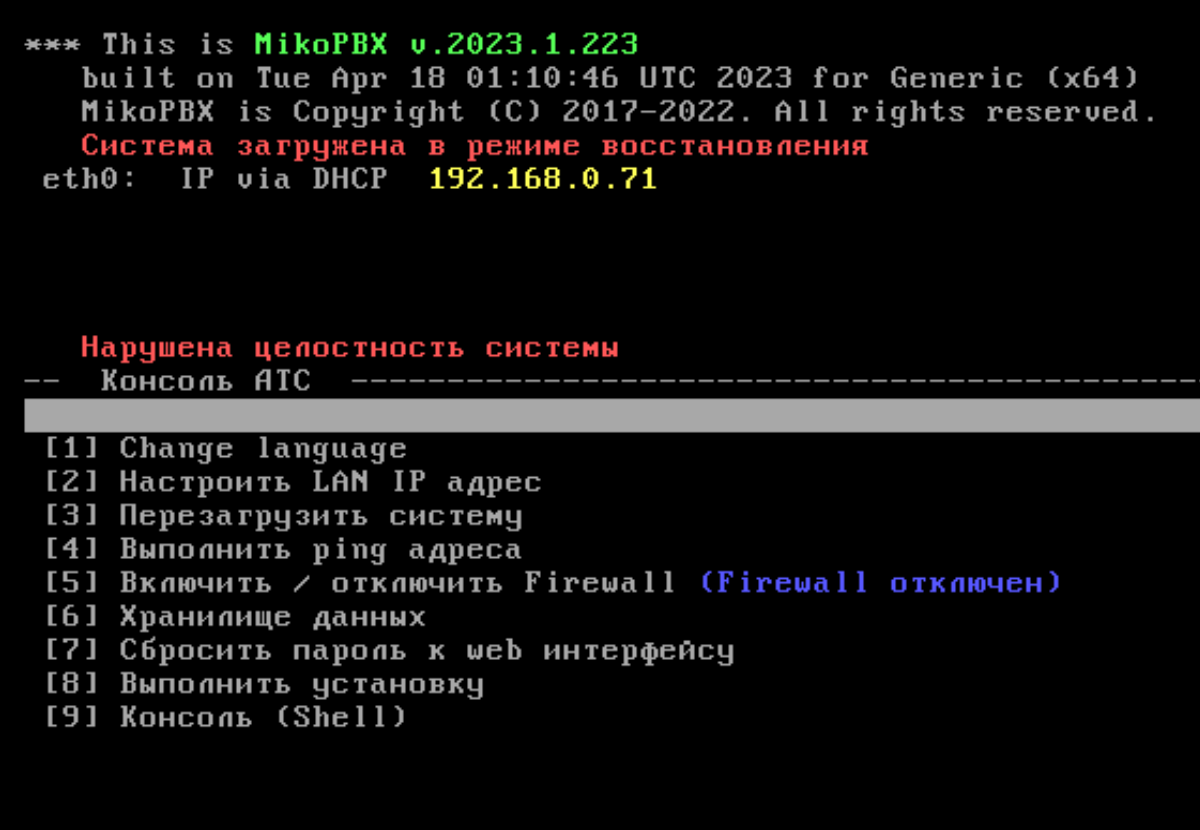 *** This is MikoPBX v.2023.1.223
built on Tue Apr 18 01:10:46 UTC 2023 for Generic (x64)
MikoPBX is Copyright (C) 2017-2022. All rights reserved.
Система загружена в режиме восстановления
eth0: IP via DHCP 192.168.0.71
Нарушена целостность системы
-- Консоль АТС --------------------------------------------
[1] Change language
[2] Настроить LAN IP адрес
[3] Перезагрузить систему
[4] Выполнить ping адреса
[5] Включить / отключить Firewall (Firewall отключен)
[6] Хранилище данных
[7] Сбросить пароль к web интерфейсу
[8] Выполнить установку
[9] Консоль (Shell)